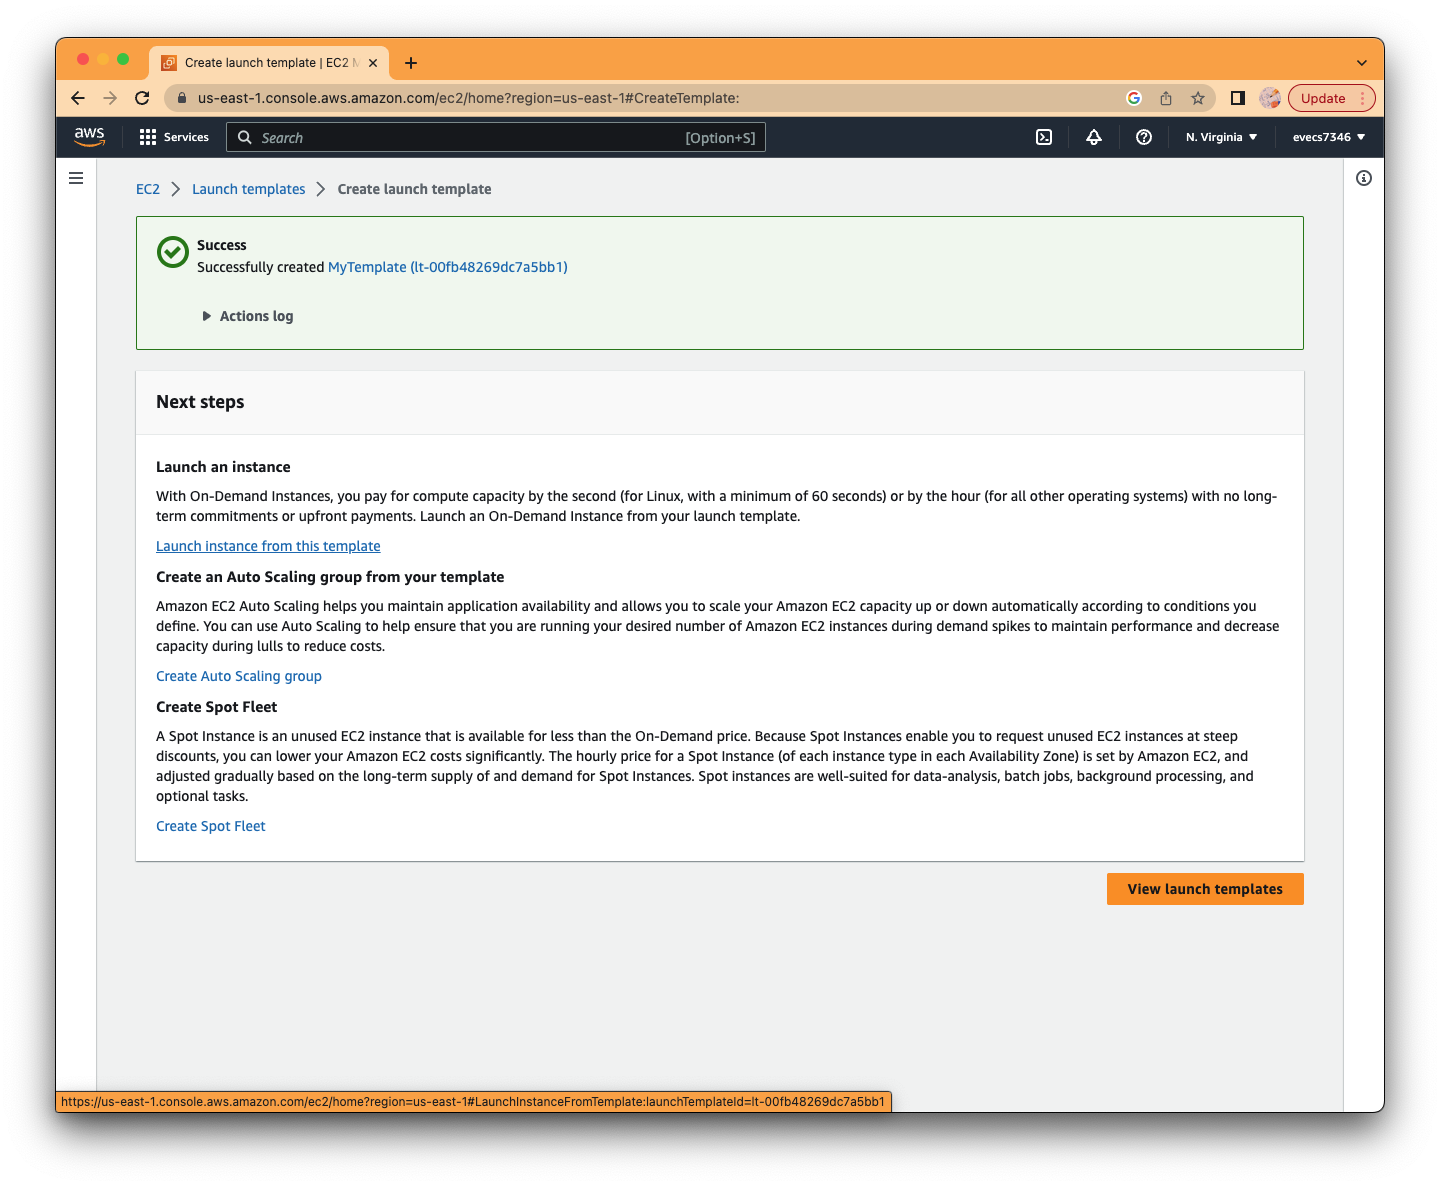 Create launch template | EC2 M
us-east-1.console.aws.amazon.com/ec2/home?region=us-east-1#CreateTemplate:
Update
aws
Services
Search
[Option+S]
N. Virginia
evecs7346
EC2
Launch templates
Create launch template
Success
Successfully created MyTemplate (lt-00fb48269dc7a5bb1)
Actions log
Next steps
Launch an instance
With On-Demand Instances, you pay for compute capacity by the second (for Linux, with a minimum of 60 seconds) or by the hour (for all other operating systems) with no long-
term commitments or upfront payments. Launch an On-Demand Instance from your launch template.
Launch instance from this template
Create an Auto Scaling group from your template
Amazon EC2 Auto Scaling helps you maintain application availability and allows you to scale your Amazon EC2 capacity up or down automatically according to conditions you
define. You can use Auto Scaling to help ensure that you are running your desired number of Amazon EC2 instances during demand spikes to maintain performance and decrease
capacity during lulls to reduce costs.
Create Auto Scaling group
Create Spot Fleet
A Spot Instance is an unused EC2 instance that is available for less than the On-Demand price. Because Spot Instances enable you to request unused EC2 instances at steep
discounts, you can lower your Amazon EC2 costs significantly. The hourly price for a Spot Instance (of each instance type in each Availability Zone) is set by Amazon EC2, and
adjusted gradually based on the long-term supply of and demand for Spot Instances. Spot instances are well-suited for data-analysis, batch jobs, background processing, and
optional tasks.
Create Spot Fleet
View launch templates
https://us-east-1.console.aws.amazon.com/ec2/home?region=us-east-1#LaunchInstanceFromTemplate:launchTemplateId=lt-00fb48269dc7a5bb1